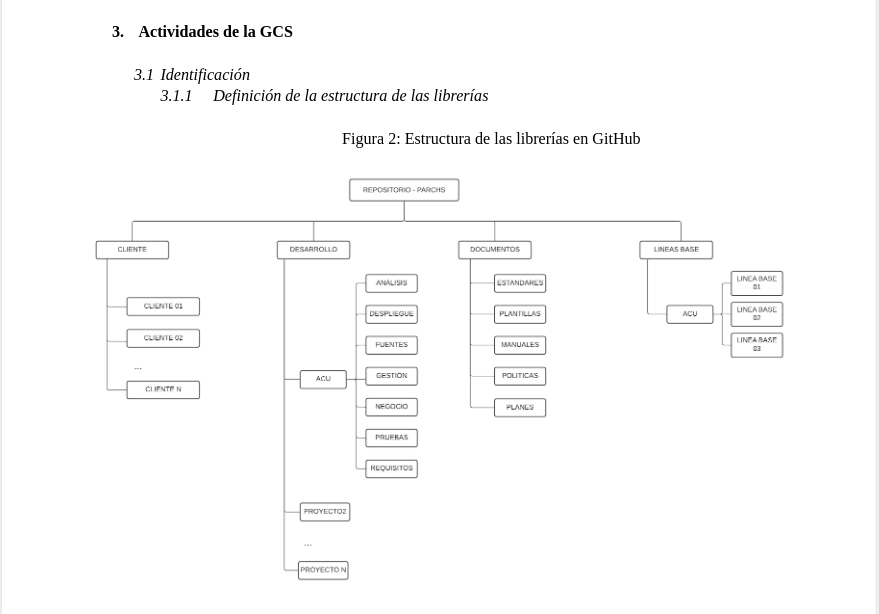 3. Actividades de la GCS
3.1 Identificación
3.1.1 Definición de la estructura de las librerías
Figura 2: Estructura de las librerías en GitHub
REPOSITORIO - PARCHS
CLIENTE
DESARROLLO
DOCUMENTOS
LINEAS BASE
CLIENTE 01
CLIENTE 02
...
CLIENTE N
ACU
ANÁLISIS
DESPLIEGUE
FUENTES
GESTIÓN
NEGOCIO
PRUEBAS
REQUISITOS
PROYECTO2
...
PROYECTO N
ESTANDARES
PLANTILLAS
MANUALES
POLITICAS
PLANES
ACU
LINEA BASE
01
LINEA BASE
02
LINEA BASE
03